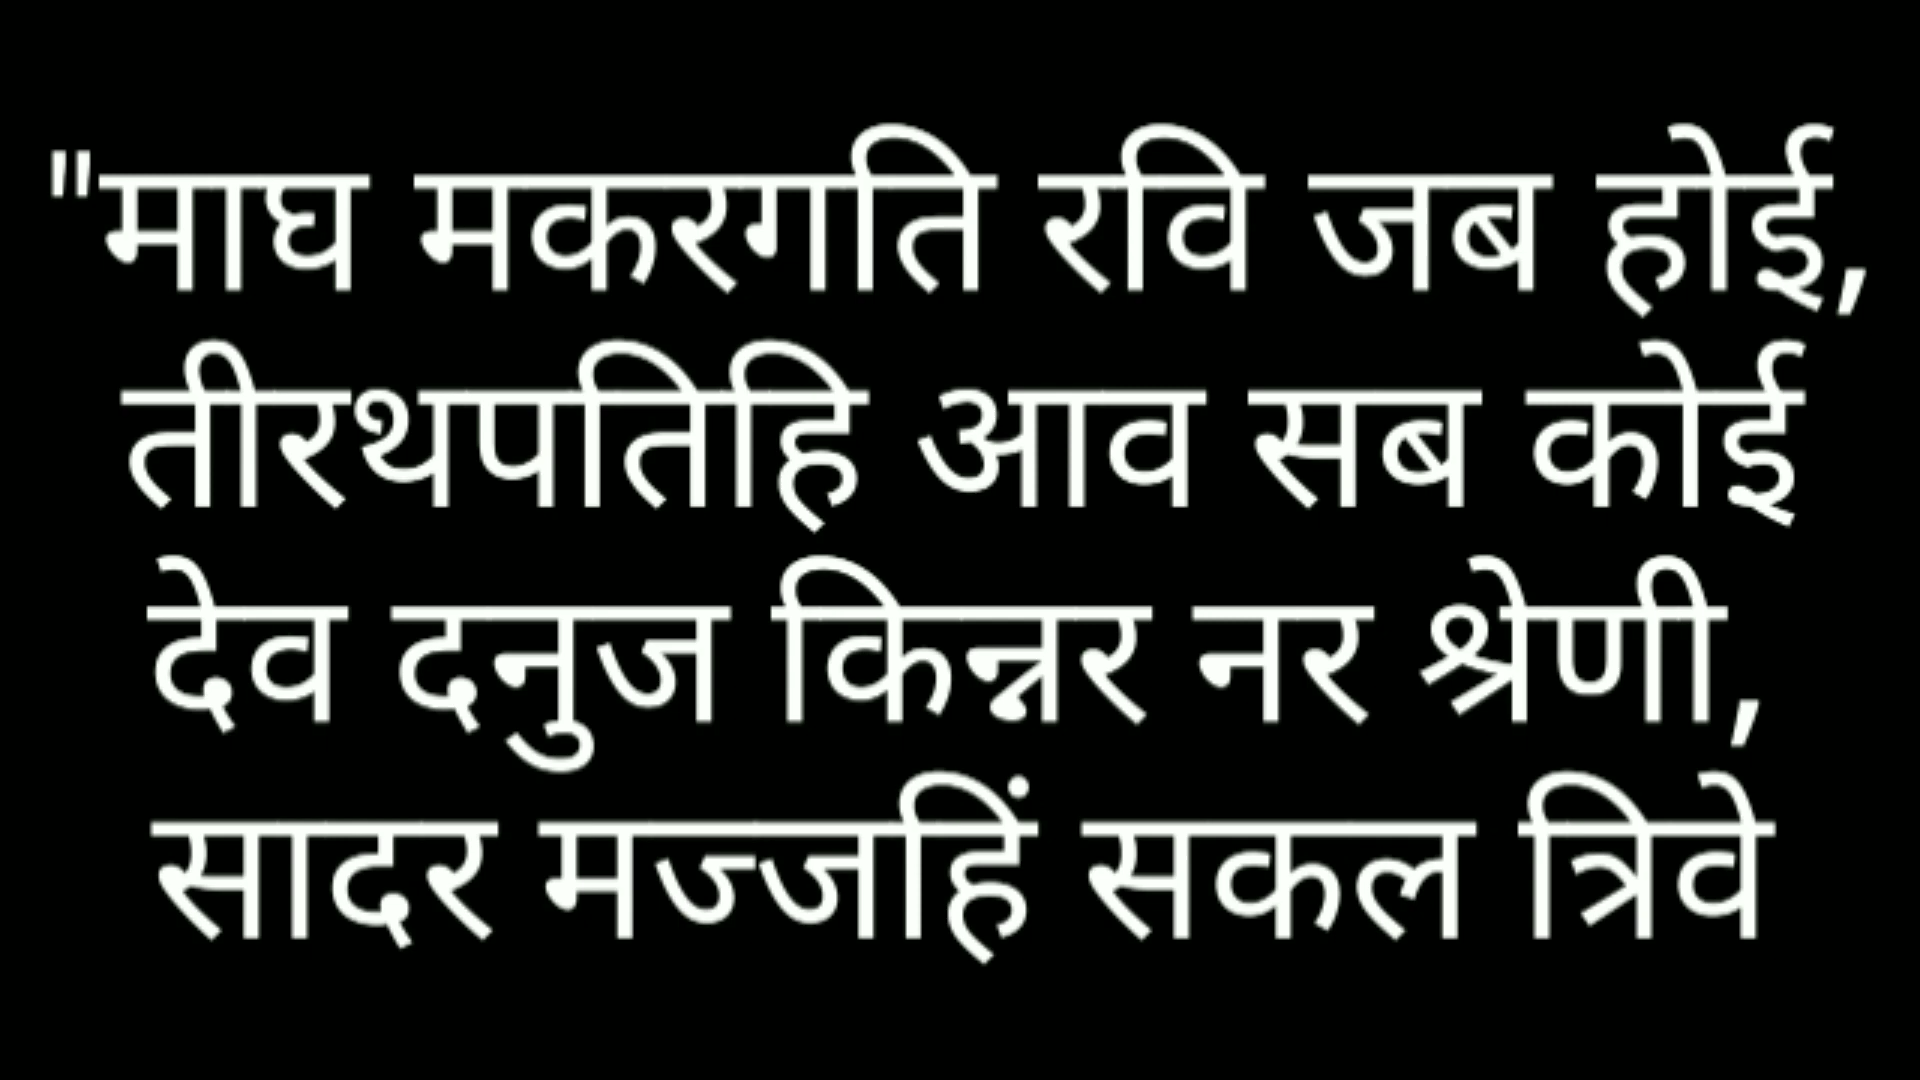 "माघ मकरगति रवि जब होई,
तीरथपतिहि आव सब कोई
देव दनुज किन्नर नर श्रेणी,
सादर मज्जहिं सकल त्रिवे